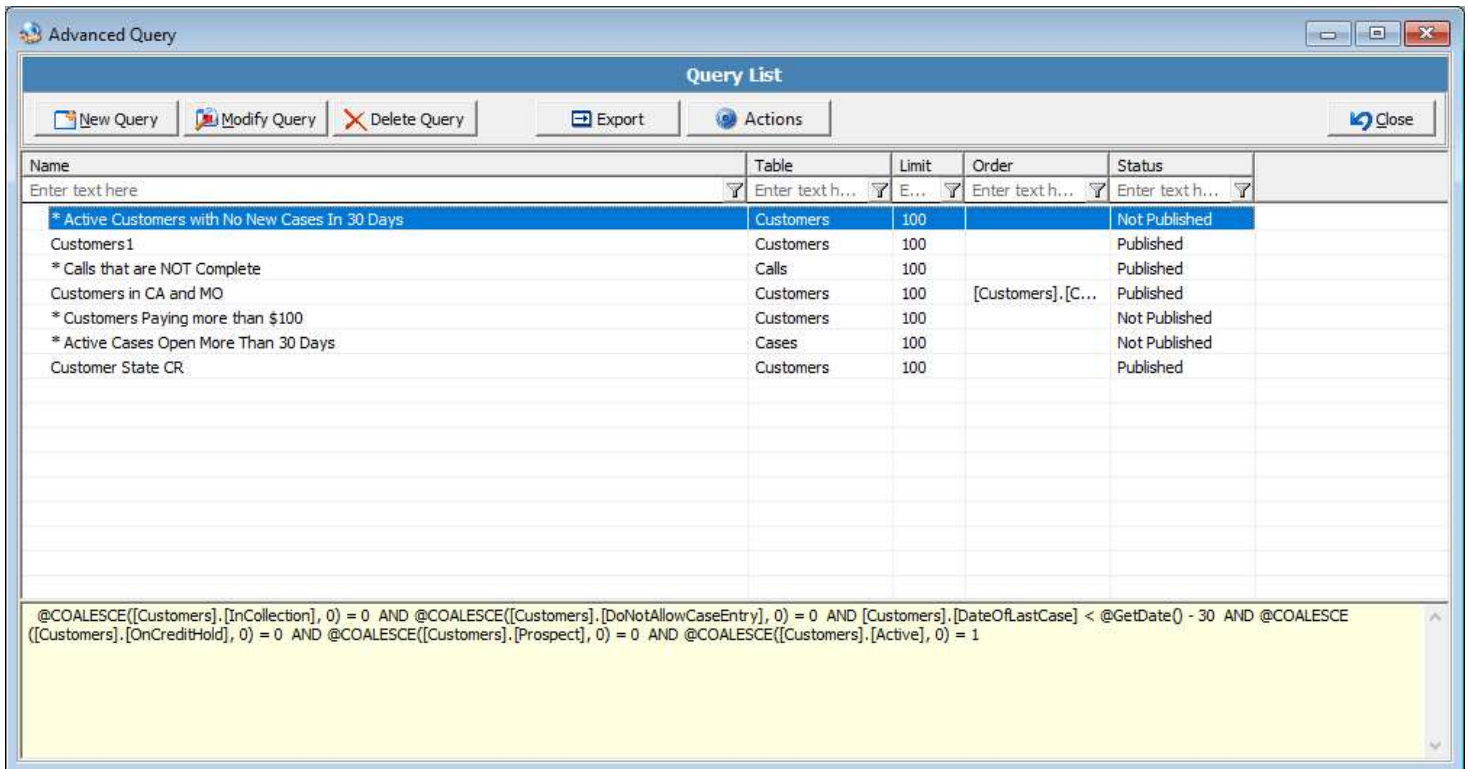 Advanced Query
Query List
New Query Modify Query Delete Query Export Actions Close
Name Table Limit Order Status
Enter text here Enter text h... E... Enter text h... Enter text h...
* Active Customers with No New Cases In 30 Days Customers 100 Not Published
Customers1 Customers 100 Published
* Calls that are NOT Complete Calls 100 Published
Customers in CA and MO Customers 100 [Customers].[C... Published
* Customers Paying more than $100 Customers 100 Not Published
* Active Cases Open More Than 30 Days Cases 100 Not Published
Customer State CR Customers 100 Published
@COALESCE([Customers].[InCollection], 0) = 0 AND @COALESCE([Customers].[DoNotAllowCaseEntry], 0) = 0 AND [Customers].[DateOfLastCase] < @GetDate() - 30 AND @COALESCE
([Customers].[OnCreditHold], 0) = 0 AND @COALESCE([Customers].[Prospect], 0) = 0 AND @COALESCE([Customers].[Active], 0) = 1